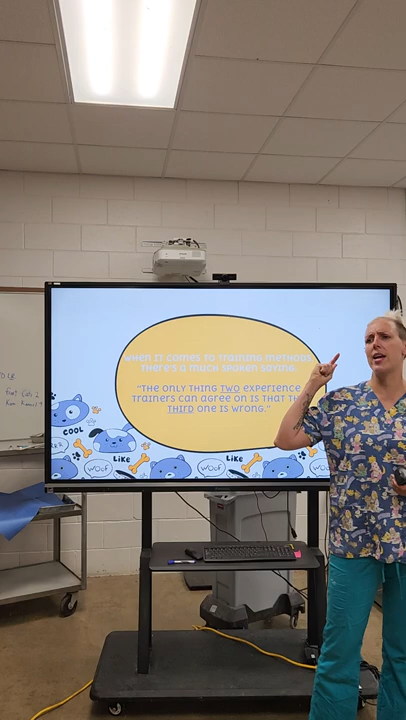 WHEN IT COMES TO TRAINING METHODS
THERE'S A MUCH SPOKEN SAYING:
"THE ONLY THING TWO EXPERIENCE
TRAINERS CAN AGREE ON IS THAT THE
THIRD ONE IS WRONG."
COOL
LIKE
WOOF
LIKE
WOOF